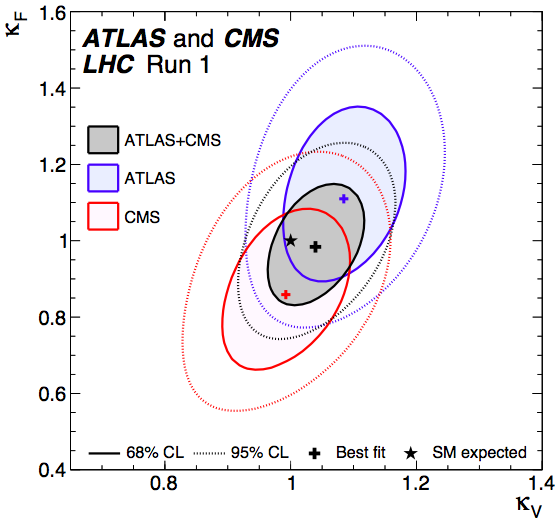 κF
1.6
ATLAS and CMS
LHC Run 1
1.4
ATLAS+CMS
1.2
ATLAS
CMS
1
0.8
0.6
68% CL 95% CL Best fit SM expected
0.4
0.8 1 1.2 1.4
κV